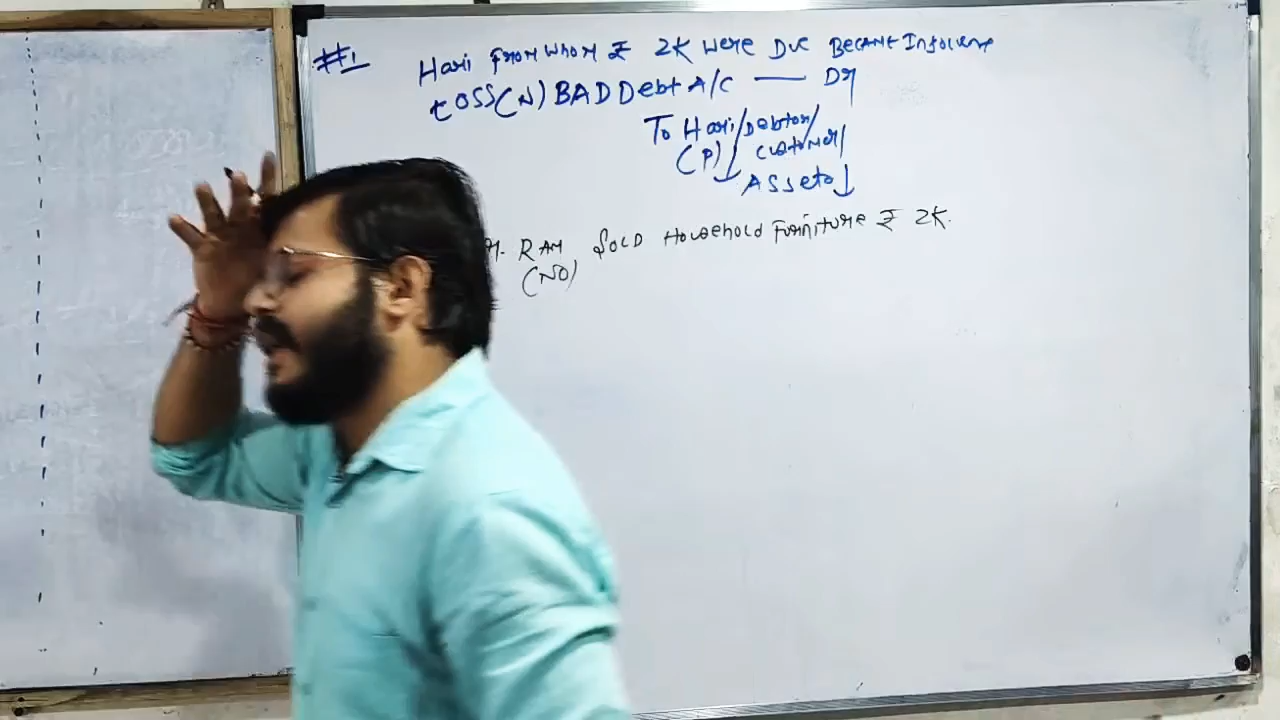 #1 Hari From whom ₹ 2K were Due Became Insolvent
LOSS(N) BAD Debt A/C — Dr
To Hari/Debtor/
(P) ↓ Customer/
Assets ↓
RAM Sold Household Furniture ₹ 2K.
(NO)